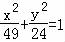 x²/49 + y²/24 = 1